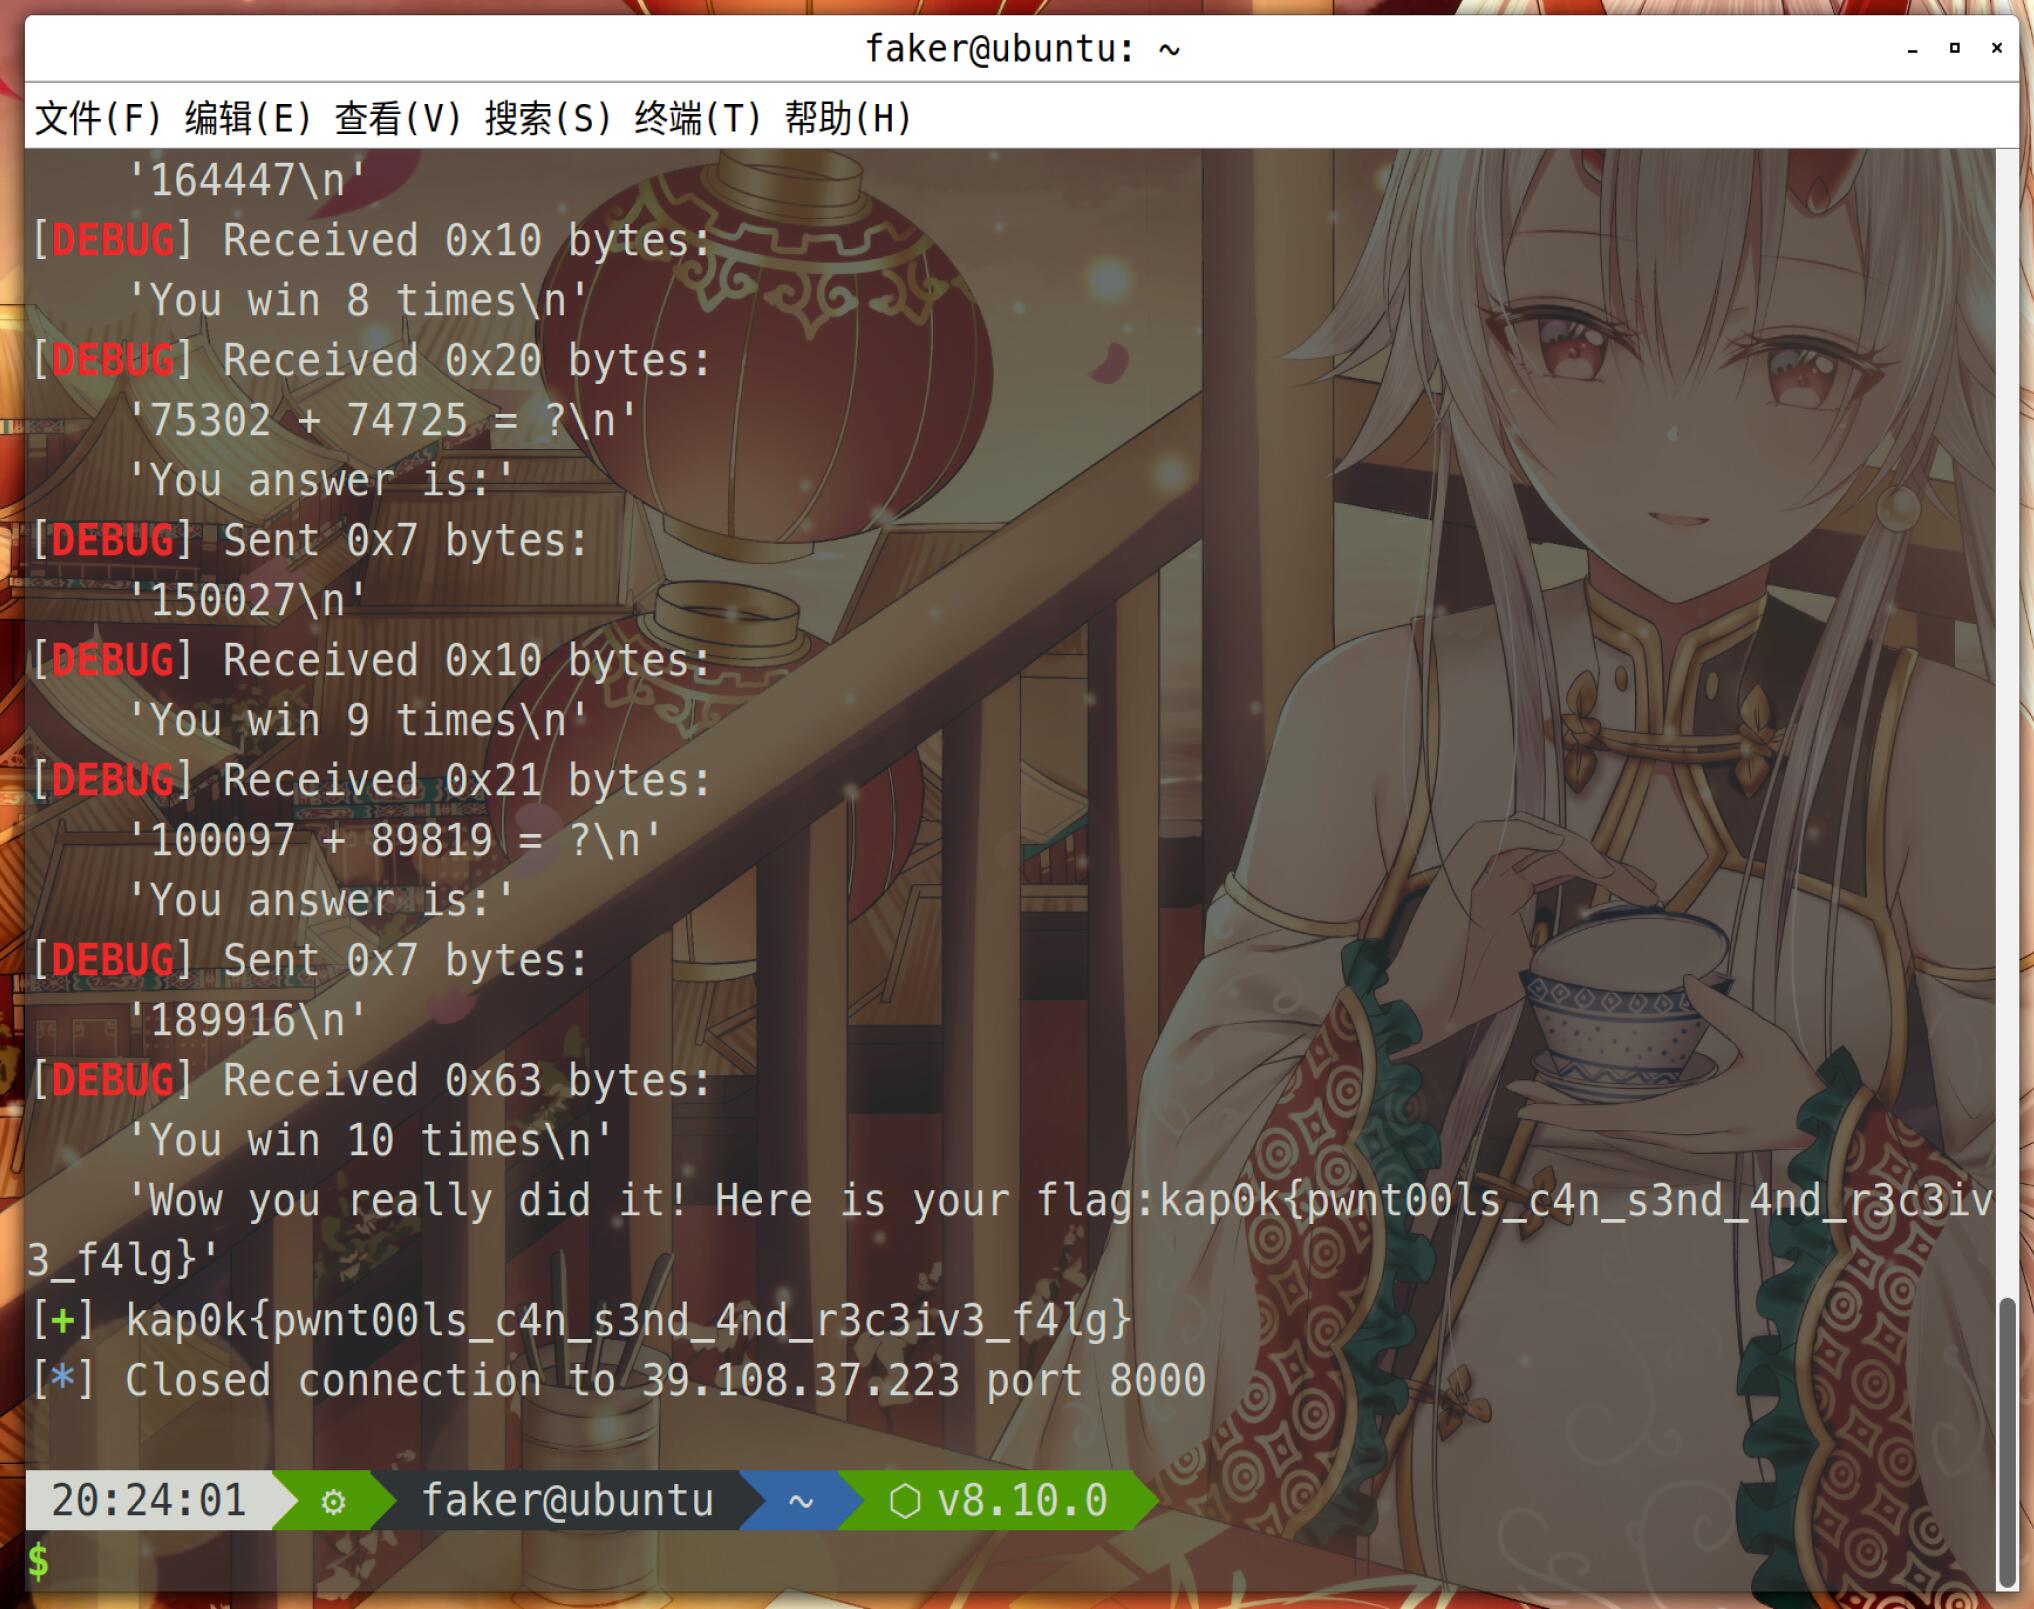 faker@ubuntu: ~
文件(F) 编辑(E) 查看(V) 搜索(S) 终端(T) 帮助(H)
'164447\n'
[DEBUG] Received 0x10 bytes:
'You win 8 times\n'
[DEBUG] Received 0x20 bytes:
'75302 + 74725 = ?\n'
'You answer is:'
[DEBUG] Sent 0x7 bytes:
'150027\n'
[DEBUG] Received 0x10 bytes:
'You win 9 times\n'
[DEBUG] Received 0x21 bytes:
'100097 + 89819 = ?\n'
'You answer is:'
[DEBUG] Sent 0x7 bytes:
'189916\n'
[DEBUG] Received 0x63 bytes:
'You win 10 times\n'
'Wow you really did it! Here is your flag:kap0k{pwnt00ls_c4n_s3nd_4nd_r3c3iv
3_f4lg}'
[+] kap0k{pwnt00ls_c4n_s3nd_4nd_r3c3iv3_f4lg}
[*] Closed connection to 39.108.37.223 port 8000
20:24:01 ⚙ faker@ubuntu ~ ⬡ v8.10.0
$